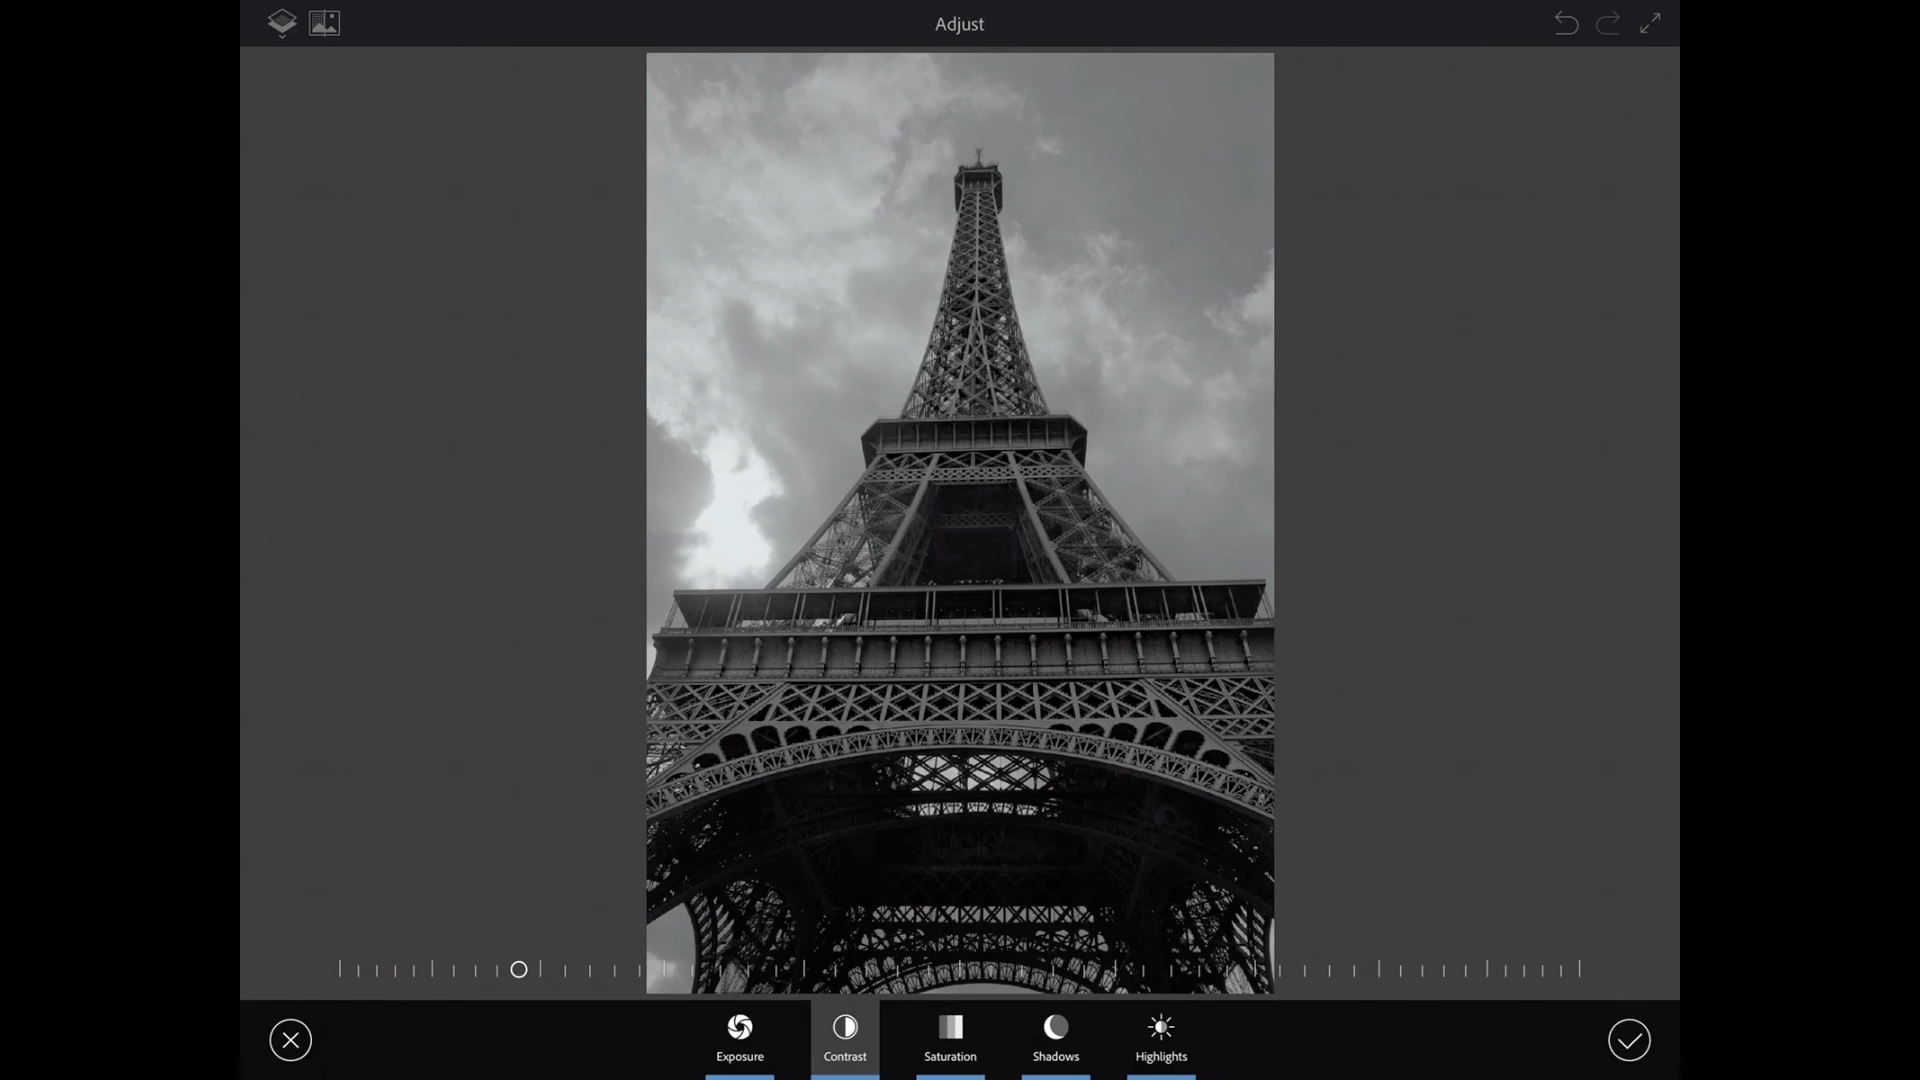 Adjust
Exposure
Contrast
Saturation
Shadows
Highlights